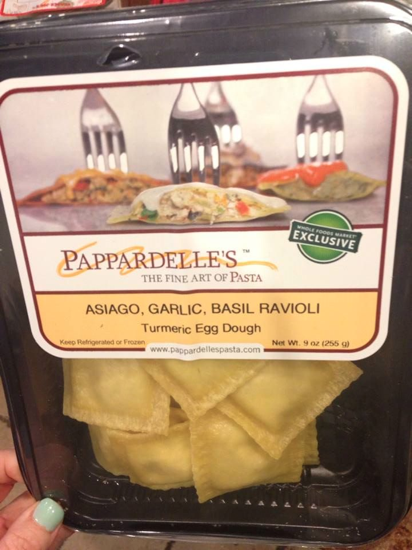 WHOLE FOODS MARKET
EXCLUSIVE
PAPPARDELLE'S™
THE FINE ART OF PASTA
ASIAGO, GARLIC, BASIL RAVIOLI
Turmeric Egg Dough
Keep Refrigerated or Frozen.
Net Wt. 9 oz (255 g)
www.pappardellespasta.com